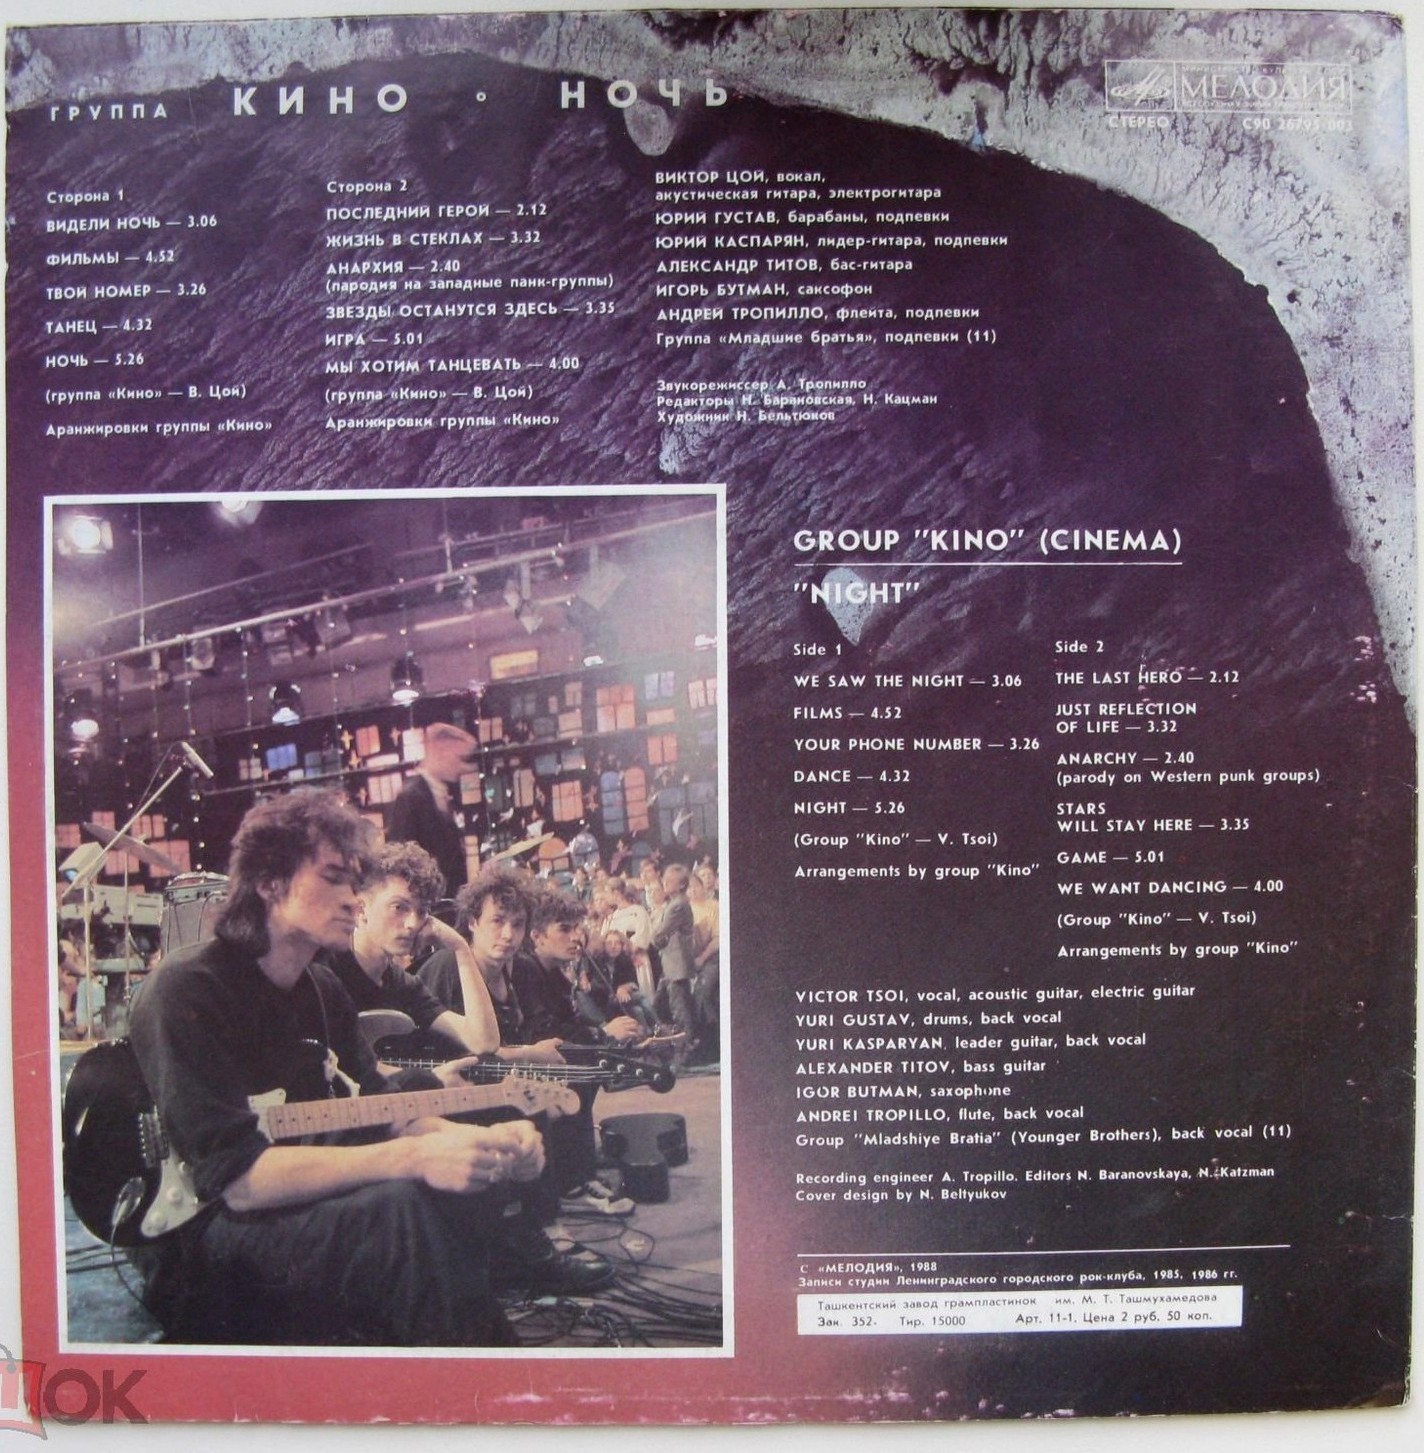 ГРУППА КИНО ∘ НОЧЬ
МЕЛОДИЯ
СТЕРЕО С90 26795 003
Сторона 1
ВИДЕЛИ НОЧЬ — 3.06
ФИЛЬМЫ — 4.52
ТВОЙ НОМЕР — 3.26
ТАНЕЦ — 4.32
НОЧЬ — 5.26
(группа «Кино» — В. Цой)
Аранжировки группы «Кино»
Сторона 2
ПОСЛЕДНИЙ ГЕРОЙ — 2.12
ЖИЗНЬ В СТЕКЛАХ — 3.32
АНАРХИЯ — 2.40
(пародия на западные панк-группы)
ЗВЕЗДЫ ОСТАНУТСЯ ЗДЕСЬ — 3.35
ИГРА — 5.01
МЫ ХОТИМ ТАНЦЕВАТЬ — 4.00
(группа «Кино» — В. Цой)
Аранжировки группы «Кино»
ВИКТОР ЦОЙ, вокал,
акустическая гитара, электрогитара
ЮРИЙ ГУСТАВ, барабаны, подпевки
ЮРИЙ КАСПАРЯН, лидер-гитара, подпевки
АЛЕКСАНДР ТИТОВ, бас-гитара
ИГОРЬ БУТМАН, саксофон
АНДРЕЙ ТРОПИЛЛО, флейта, подпевки
Группа «Младшие братья», подпевки (11)
Звукорежиссер А. Тропилло
Редакторы Н. Барановская, Н. Кацман
Художник Н. Бельтюков
GROUP "KINO" (CINEMA)
"NIGHT"
Side 1
WE SAW THE NIGHT — 3.06
FILMS — 4.52
YOUR PHONE NUMBER — 3.26
DANCE — 4.32
NIGHT — 5.26
(Group "Kino" — V. Tsoi)
Arrangements by group "Kino"
Side 2
THE LAST HERO — 2.12
JUST REFLECTION
OF LIFE — 3.32
ANARCHY — 2.40
(parody on Western punk groups)
STARS
WILL STAY HERE — 3.35
GAME — 5.01
WE WANT DANCING — 4.00
(Group "Kino" — V. Tsoi)
Arrangements by group "Kino"
VICTOR TSOI, vocal, acoustic guitar, electric guitar
YURI GUSTAV, drums, back vocal
YURI KASPARYAN, leader guitar, back vocal
ALEXANDER TITOV, bass guitar
IGOR BUTMAN, saxophone
ANDREI TROPILLO, flute, back vocal
Group "Mladshiye Bratia" (Younger Brothers), back vocal (11)
Recording engineer A. Tropillo. Editors N. Baranovskaya, N. Katzman
Cover design by N. Beltyukov
С «МЕЛОДИЯ», 1988
Записи студии Ленинградского городского рок-клуба, 1985, 1986 гг.
Ташкентский завод грампластинок им. М. Т. Ташмухамедова
Зак. 352. Тир. 15000 Арт. 11-1. Цена 2 руб. 50 коп.
ОК